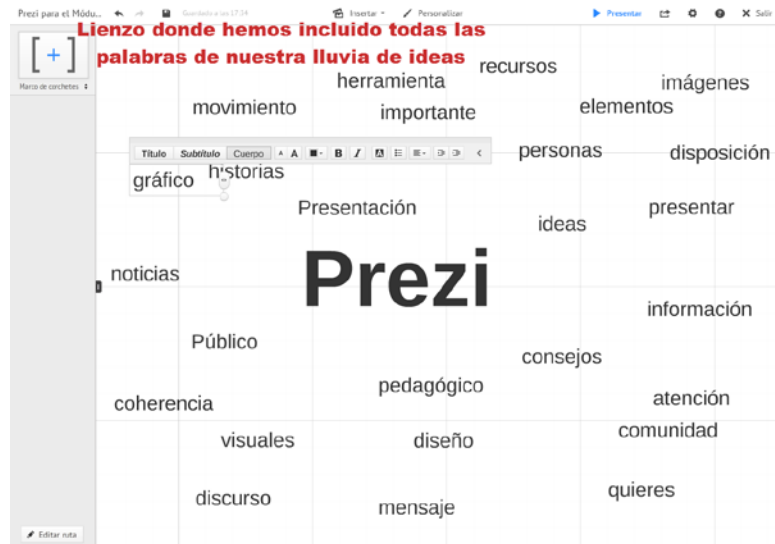 Prezi para el Módu... Guardado a las 17:34 Insertar Personalizar Presentar Salir
Lienzo donde hemos incluido todas las
palabras de nuestra lluvia de ideas
Marco de corchetes
recursos
herramienta
imágenes
movimiento
importante
elementos
Título Subtítulo Cuerpo A A B I
personas
disposición
historias
gráfico
Presentación
presentar
ideas
Prezi
noticias
información
Público
consejos
pedagógico
atención
coherencia
comunidad
visuales
diseño
quieres
discurso
mensaje
Editar ruta